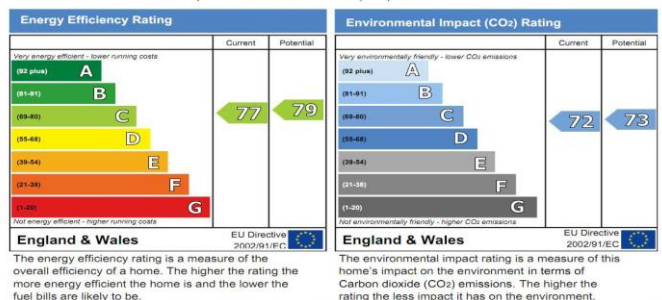 Energy Efficiency Rating
Current Potential
Very energy efficient - lower running costs
(92 plus) A
(81-91) B
(69-80) C
(55-68) D
(39-54) E
(21-38) F
(1-20) G
77 79
Not energy efficient - higher running costs
England & Wales
EU Directive
2002/91/EC
The energy efficiency rating is a measure of the
overall efficiency of a home. The higher the rating the
more energy efficient the home is and the lower the
fuel bills are likely to be.
Environmental Impact (CO₂) Rating
Current Potential
Very environmentally friendly - lower CO₂ emissions
(92 plus) A
(81-91) B
(69-80) C
(55-68) D
(39-54) E
(21-38) F
(1-20) G
72 73
Not environmentally friendly - higher CO₂ emissions
England & Wales
EU Directive
2002/91/EC
The environmental impact rating is a measure of this
home's impact on the environment in terms of
Carbon dioxide (CO₂) emissions. The higher the
rating the less impact it has on the environment.